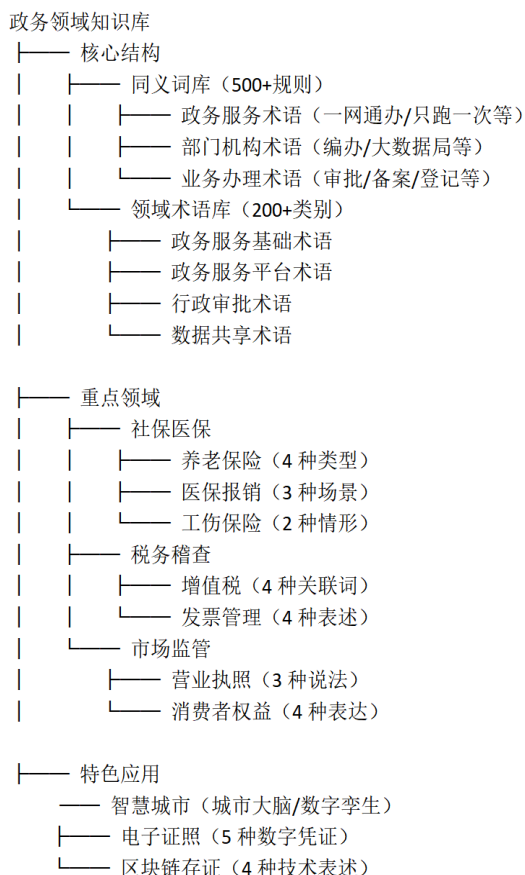 政务领域知识库
├── 核心结构
│ ├── 同义词库（500+规则）
│ │ ├── 政务服务术语（一网通办/只跑一次等）
│ │ ├── 部门机构术语（编办/大数据局等）
│ │ └── 业务办理术语（审批/备案/登记等）
│ └── 领域术语库（200+类别）
│ ├── 政务服务基础术语
│ ├── 政务服务平台术语
│ ├── 行政审批术语
│ └── 数据共享术语
├── 重点领域
│ ├── 社保医保
│ │ ├── 养老保险（4 种类型）
│ │ ├── 医保报销（3 种场景）
│ │ └── 工伤保险（2 种情形）
│ ├── 税务稽查
│ │ ├── 增值税（4 种关联词）
│ │ └── 发票管理（4 种表述）
│ └── 市场监管
│ ├── 营业执照（3 种说法）
│ └── 消费者权益（4 种表达）
├── 特色应用
── 智慧城市（城市大脑/数字孪生）
├── 电子证照（5 种数字凭证）
└── 区块链存证（4 种技术表述）